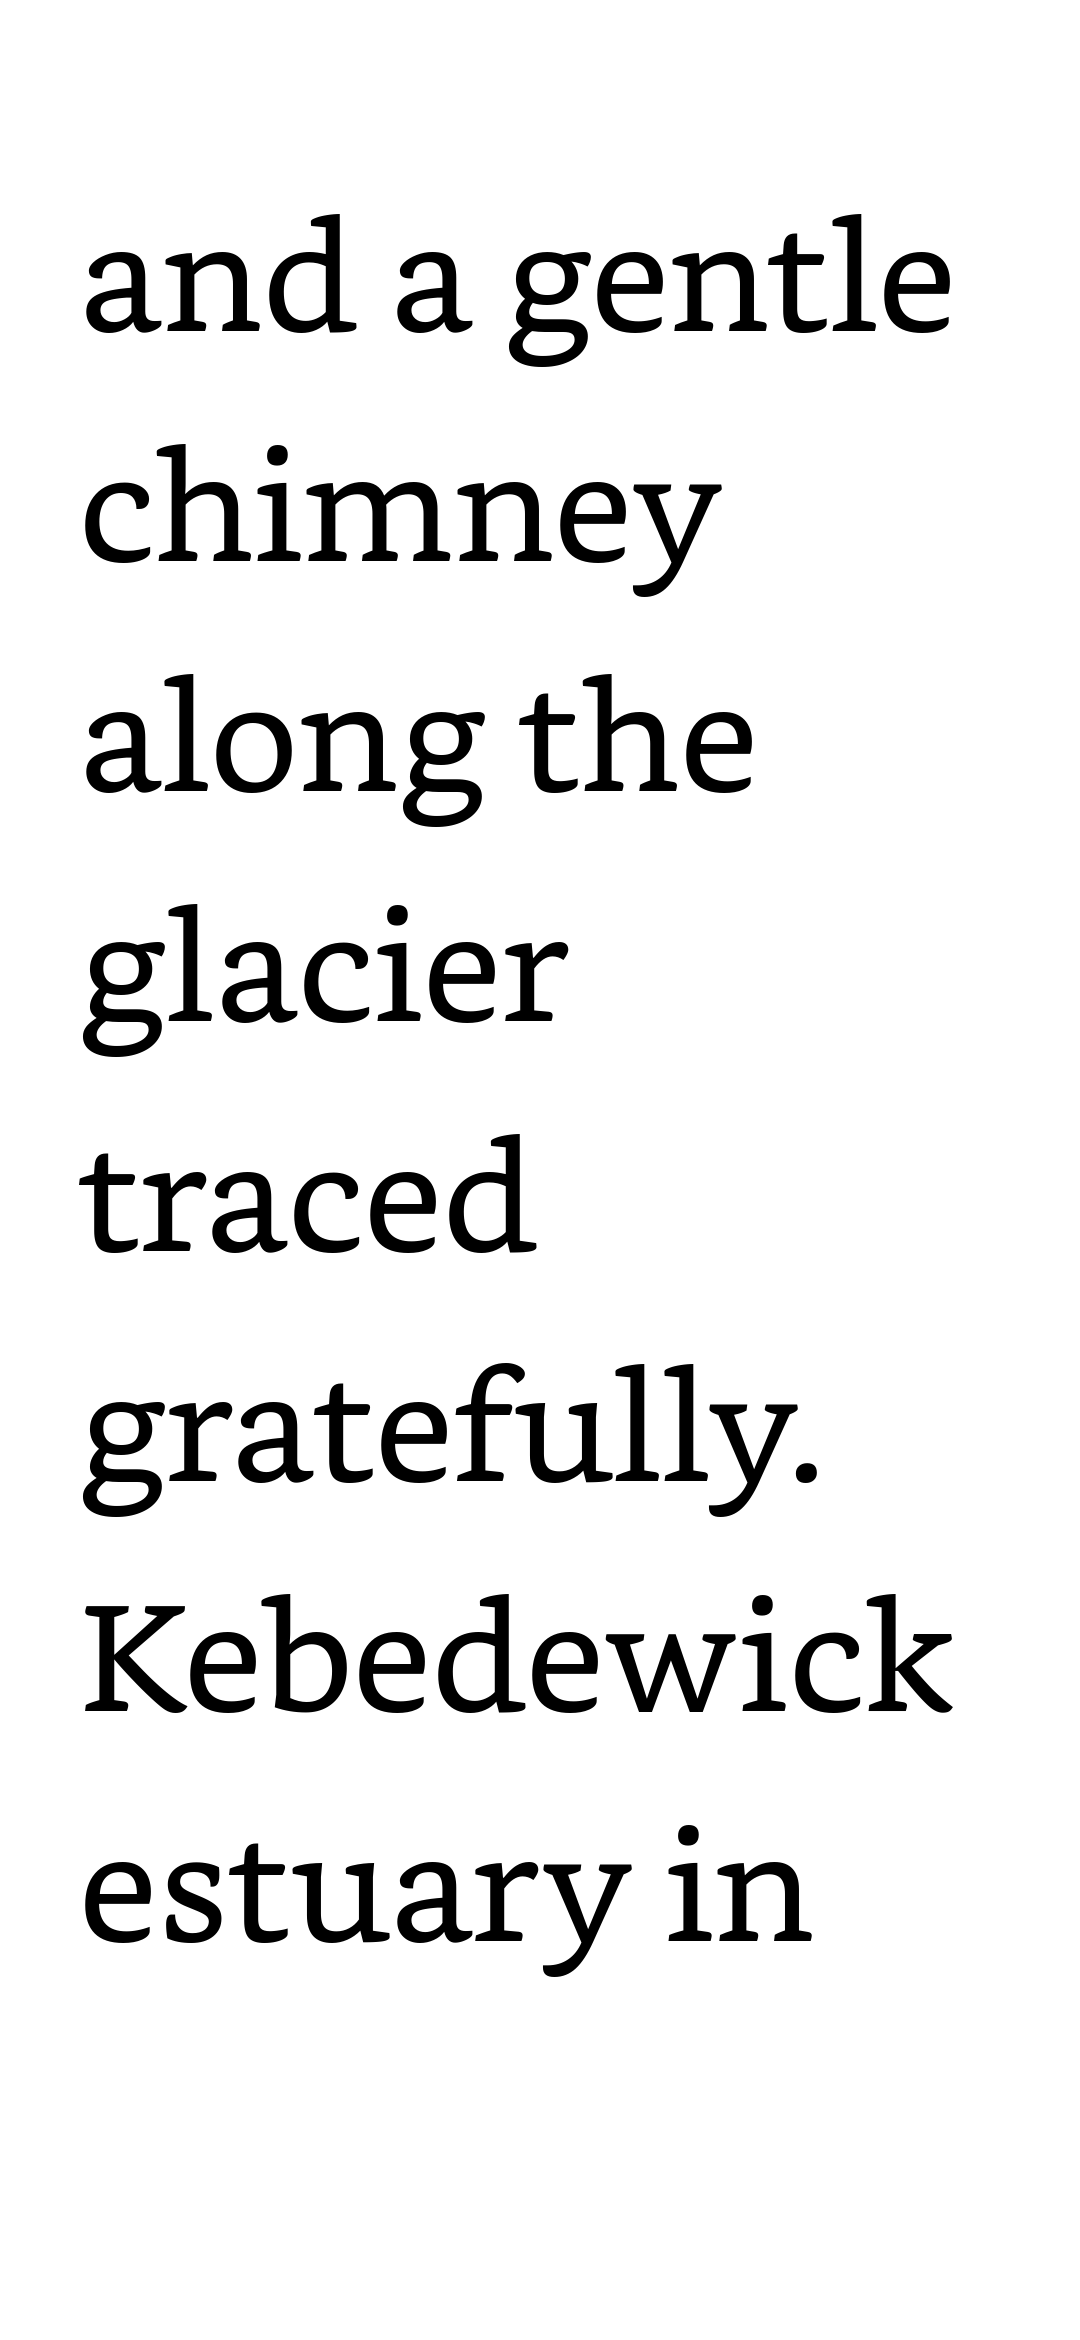 and a gentle
chimney
along the
glacier
traced
gratefully.
Kebedewick
estuary in